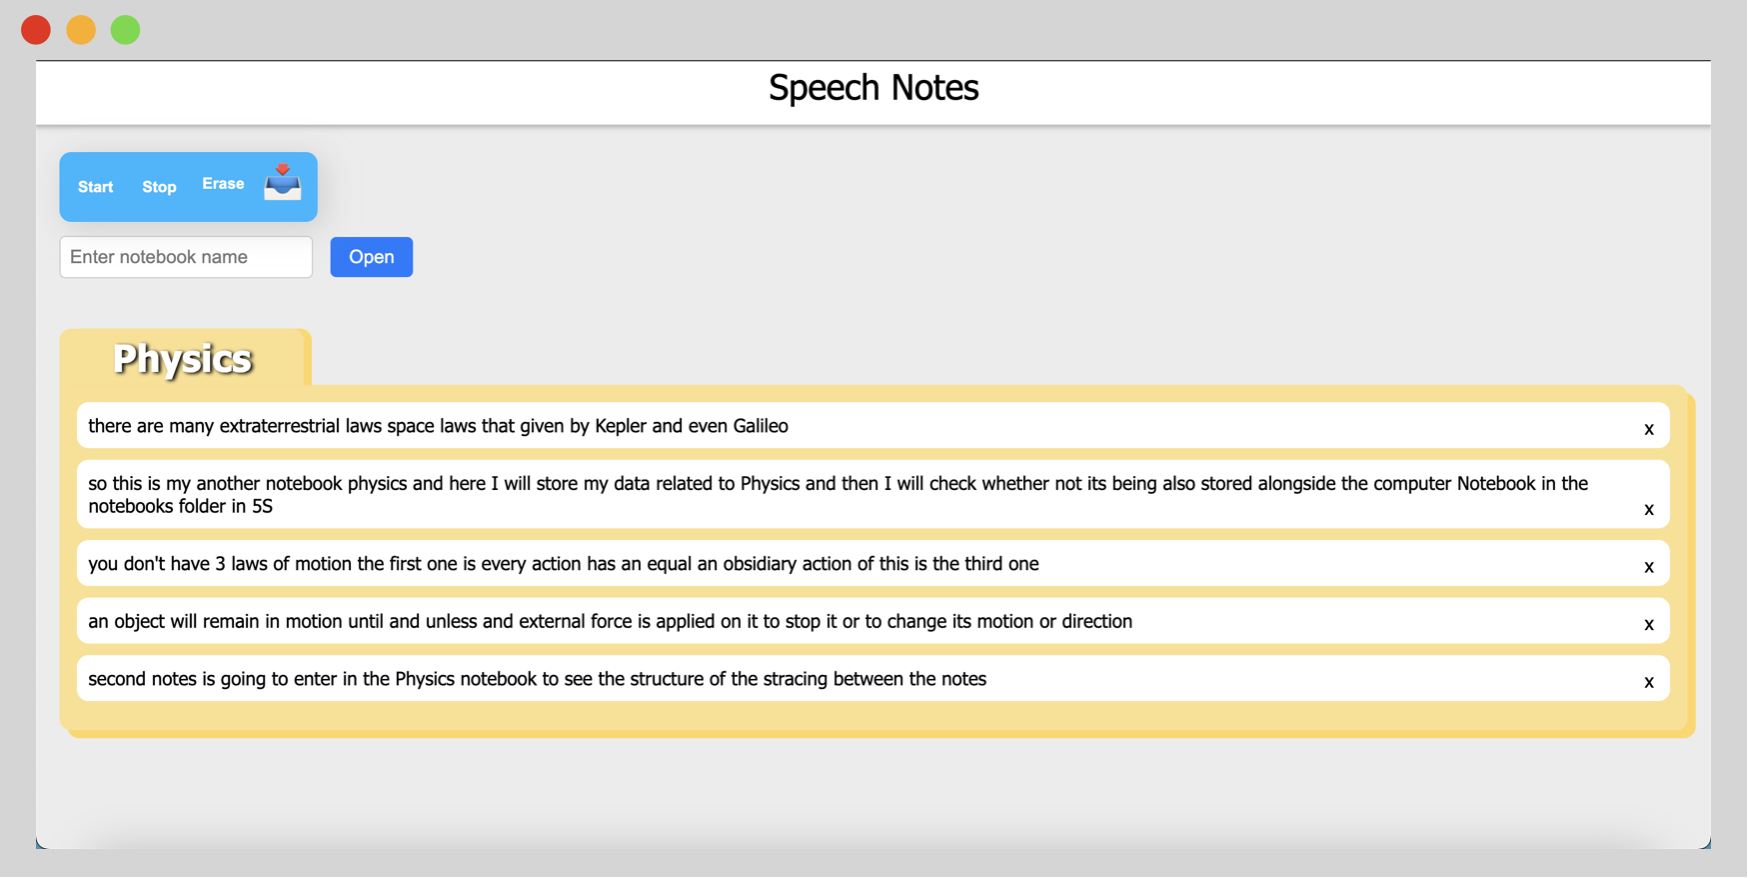 Speech Notes
Start Stop Erase
Enter notebook name Open
Physics
there are many extraterrestrial laws space laws that given by Kepler and even Galileo x
so this is my another notebook physics and here I will store my data related to Physics and then I will check whether not its being also stored alongside the computer Notebook in the
notebooks folder in 5S x
you don't have 3 laws of motion the first one is every action has an equal an obsidiary action of this is the third one x
an object will remain in motion until and unless and external force is applied on it to stop it or to change its motion or direction x
second notes is going to enter in the Physics notebook to see the structure of the stracing between the notes x